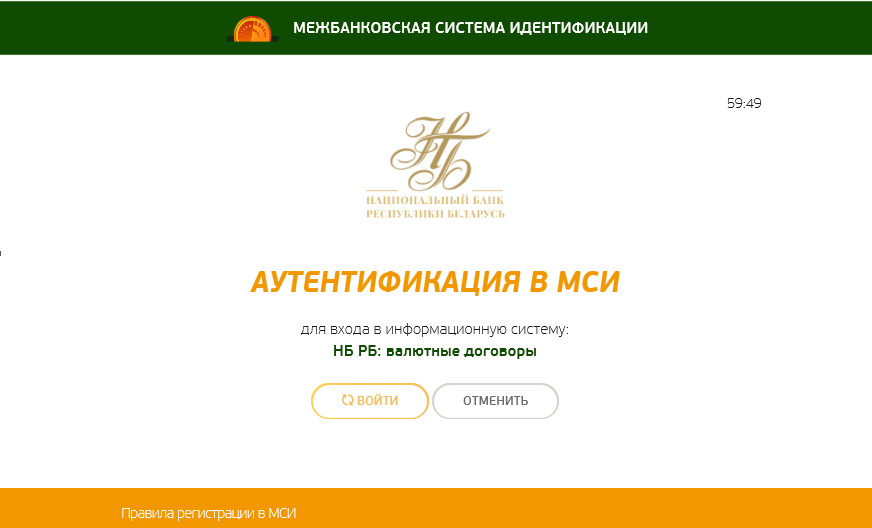 МЕЖБАНКОВСКАЯ СИСТЕМА ИДЕНТИФИКАЦИИ
59:49
НБ
НАЦИОНАЛЬНЫЙ БАНК
РЕСПУБЛИКИ БЕЛАРУСЬ
АУТЕНТИФИКАЦИЯ В МСИ
для входа в информационную систему:
НБ РБ: валютные договоры
ВОЙТИ ОТМЕНИТЬ
Правила регистрации в МСИ